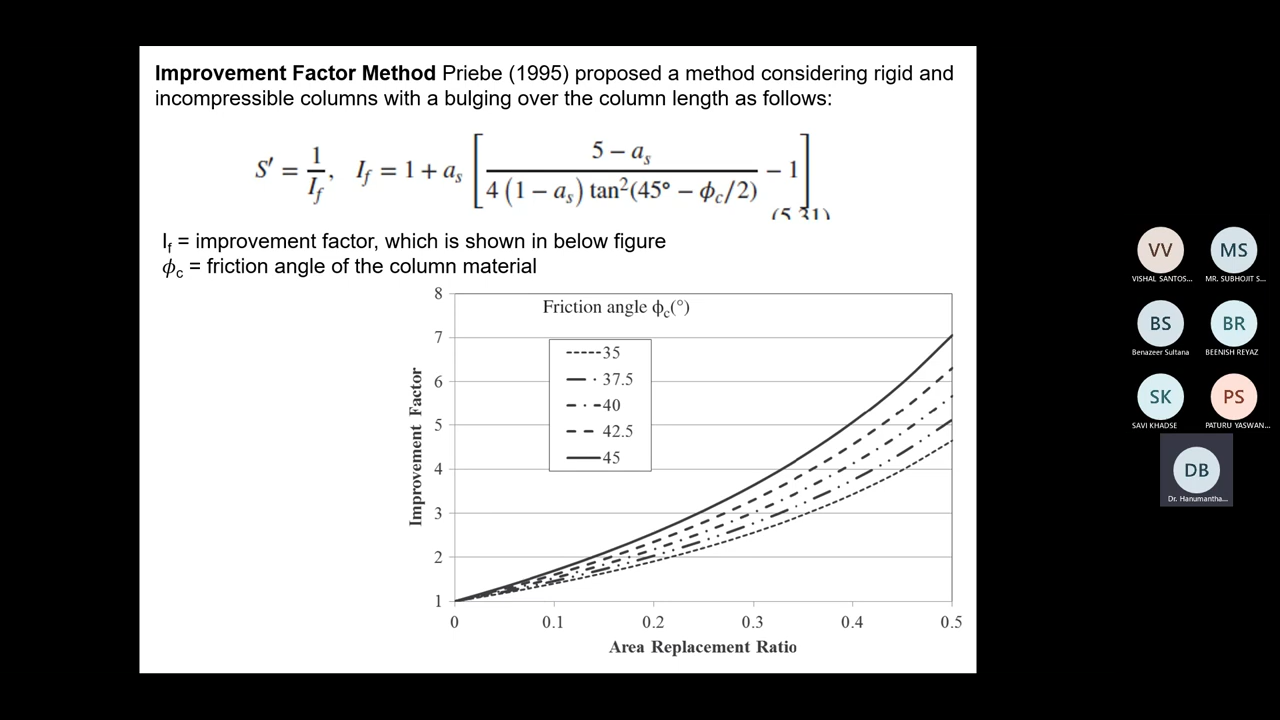 Improvement Factor Method Priebe (1995) proposed a method considering rigid and
incompressible columns with a bulging over the column length as follows:
S′ = 1/I_f, I_f = 1 + a_s [ (5 − a_s) / (4 (1 − a_s) tan²(45° − ϕ_c/2)) − 1 ]
(5.31)
I_f = improvement factor, which is shown in below figure
ϕ_c = friction angle of the column material
Friction angle ϕ_c(°)
35
37.5
40
42.5
45
Improvement Factor
8
7
6
5
4
3
2
1
0 0.1 0.2 0.3 0.4 0.5
Area Replacement Ratio
VV MS
VISHAL SANTOS... MR. SUBHOJIT S...
BS BR
Benazeer Sultana BEENISH REYAZ
SK PS
SAVI KHADSE PATURU YASWAN...
DB
Dr. Hanumantha...